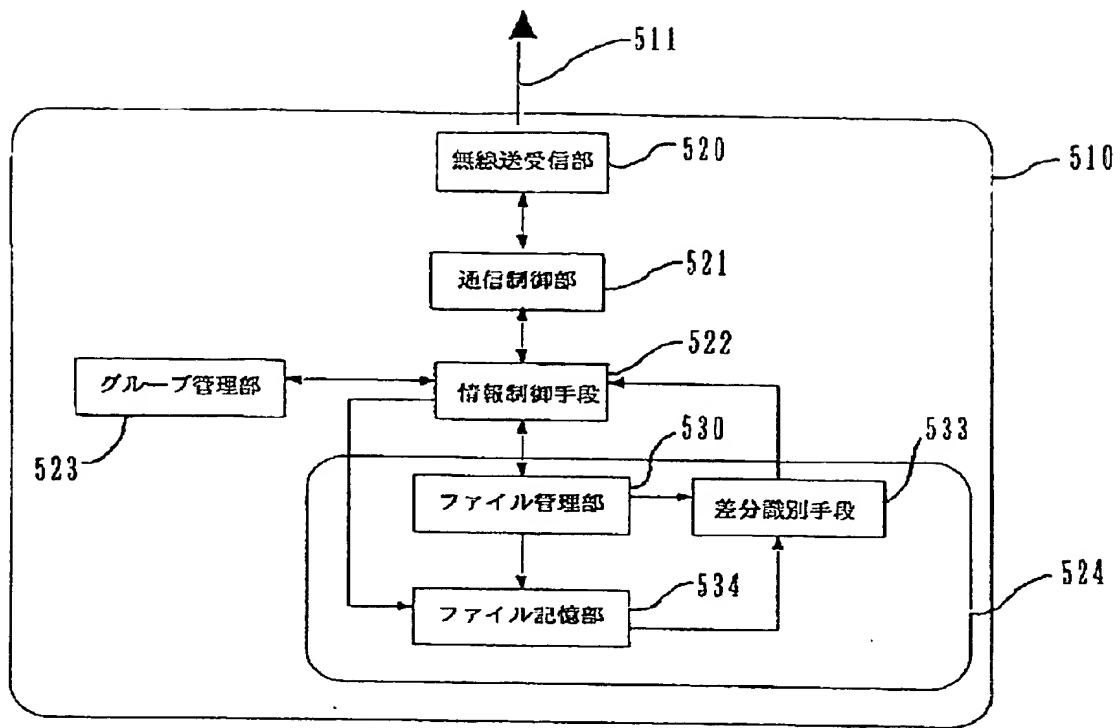 511
無線送受信部
520
510
通信制御部
521
522
グループ管理部
情報制御手段
523
530
533
ファイル管理部
差分識別手段
534
524
ファイル記憶部